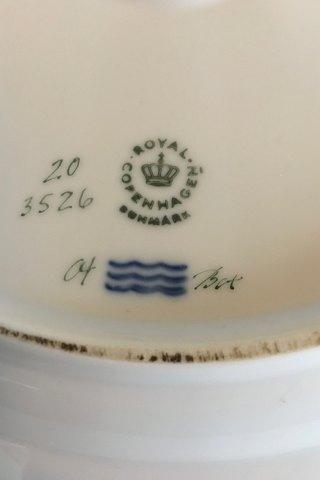 ROYAL
COPENHAGEN
DENMARK
20
3526
04